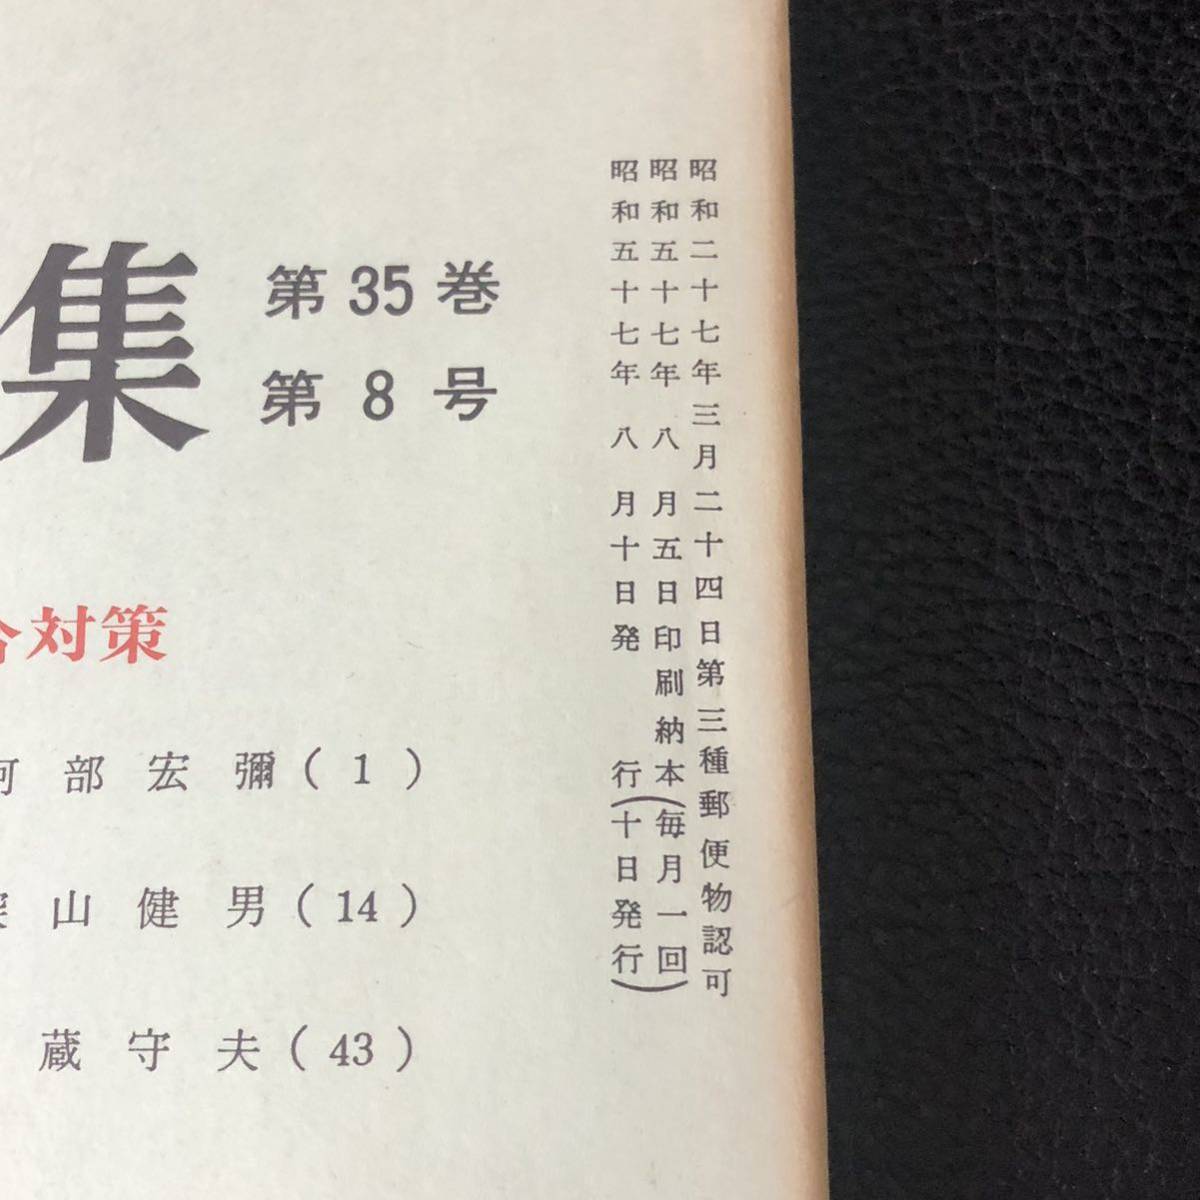 昭和二十七年三月二十四日第三種郵便物認可
昭和五十七年八月五日印刷納本(毎月一回)
昭和五十七年八月十日発行(十日発行)
集
第35巻
第8号
対策
部宏彌(1)
山健男(14)
蔵守夫(43)